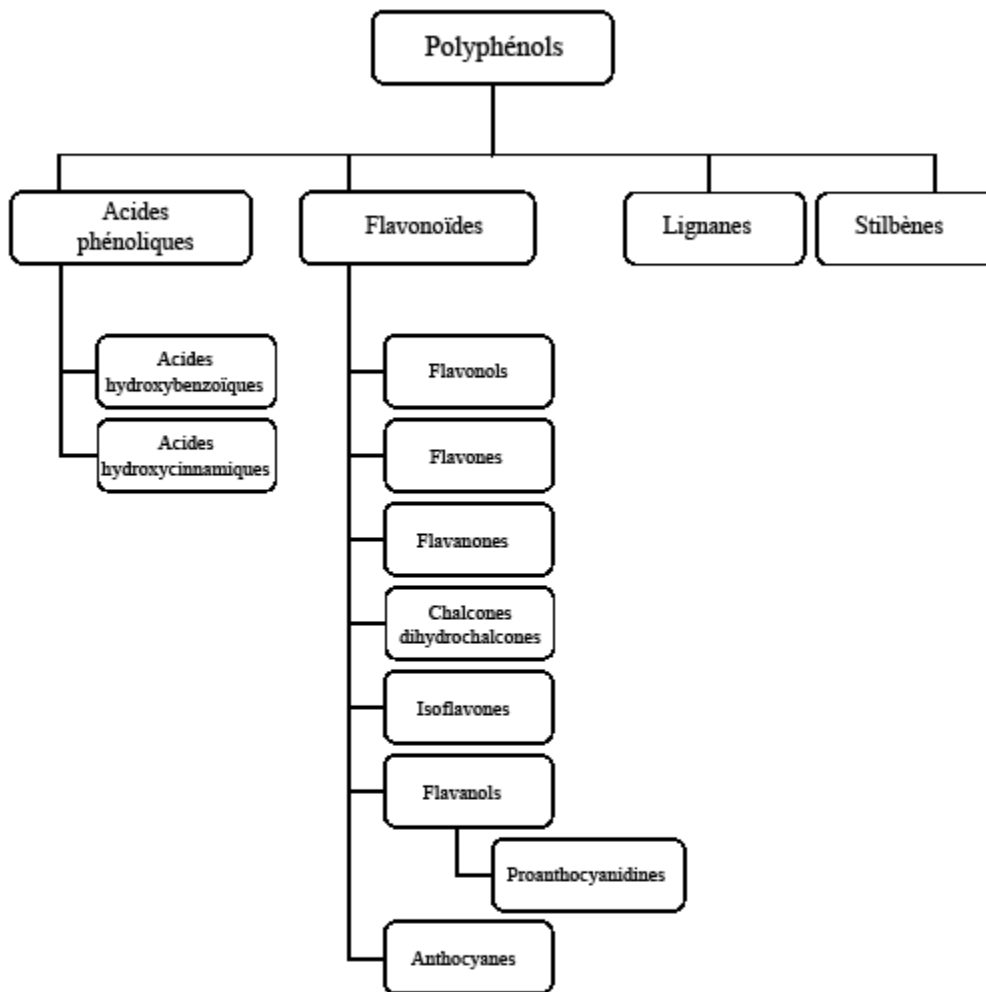 Polyphénols
Acides
phénoliques
Flavonoïdes
Lignanes
Stilbènes
Acides
hydroxybenzoïques
Acides
hydroxycinnamiques
Flavonols
Flavones
Flavanones
Chalcones
dihydrochalcones
Isoflavones
Flavanols
Proanthocyanidines
Anthocyanes